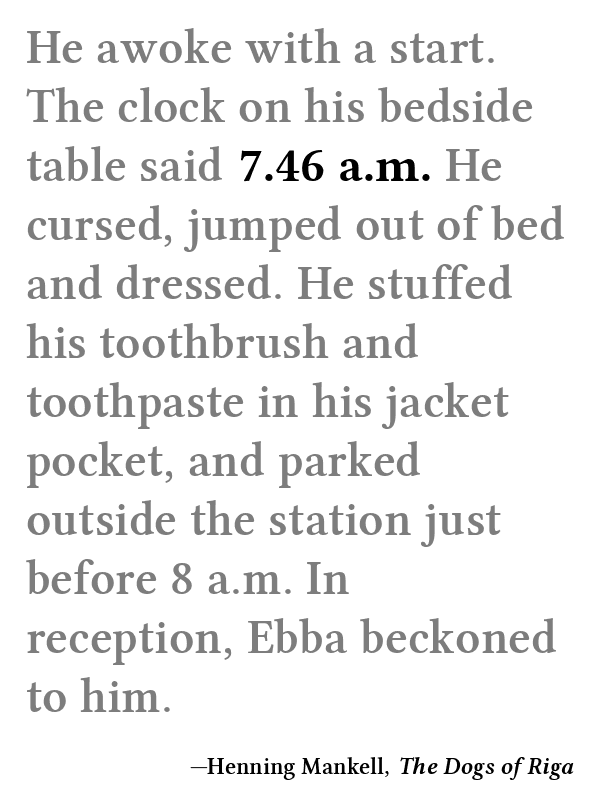 He awoke with a start.
The clock on his bedside
table said 7.46 a.m. He
cursed, jumped out of bed
and dressed. He stuffed
his toothbrush and
toothpaste in his jacket
pocket, and parked
outside the station just
before 8 a.m. In
reception, Ebba beckoned
to him.
—Henning Mankell, The Dogs of Riga